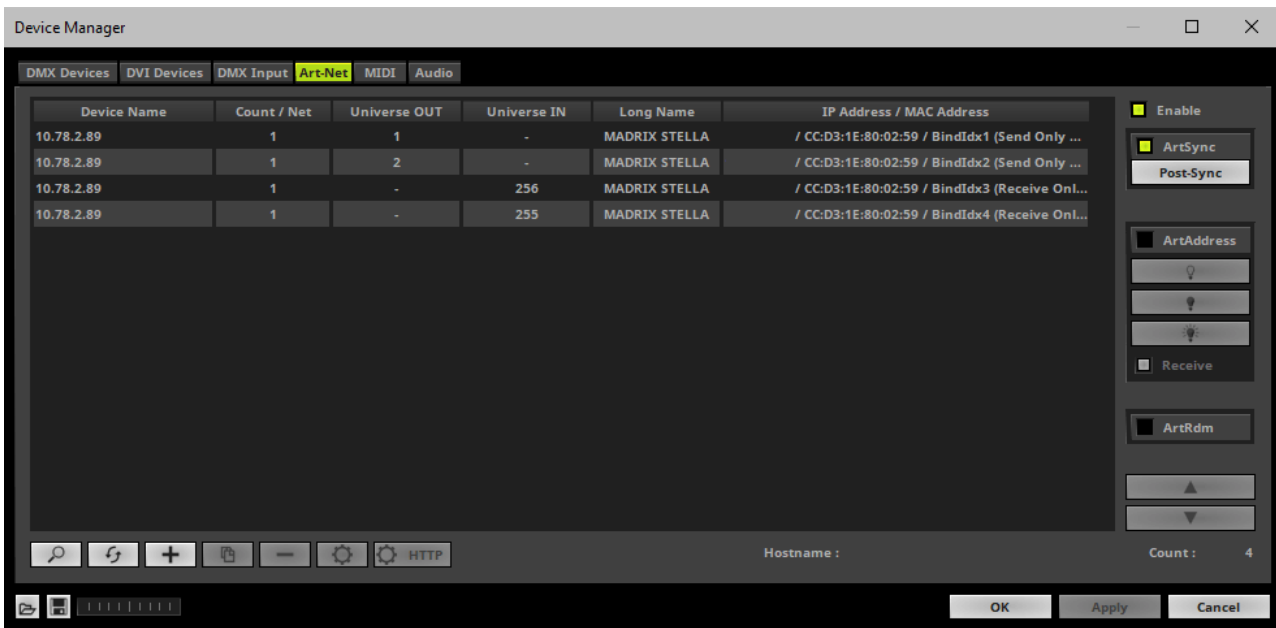 Device Manager
DMX Devices DVI Devices DMX Input Art-Net MIDI Audio
Device Name Count / Net Universe OUT Universe IN Long Name IP Address / MAC Address
10.78.2.89 1 1 - MADRIX STELLA / CC:D3:1E:80:02:59 / BindIdx1 (Send Only ...
10.78.2.89 1 2 - MADRIX STELLA / CC:D3:1E:80:02:59 / BindIdx2 (Send Only ...
10.78.2.89 1 - 256 MADRIX STELLA / CC:D3:1E:80:02:59 / BindIdx3 (Receive Onl...
10.78.2.89 1 - 255 MADRIX STELLA / CC:D3:1E:80:02:59 / BindIdx4 (Receive Onl...
Enable
ArtSync
Post-Sync
ArtAddress
Receive
ArtRdm
HTTP Hostname : Count : 4
OK Apply Cancel